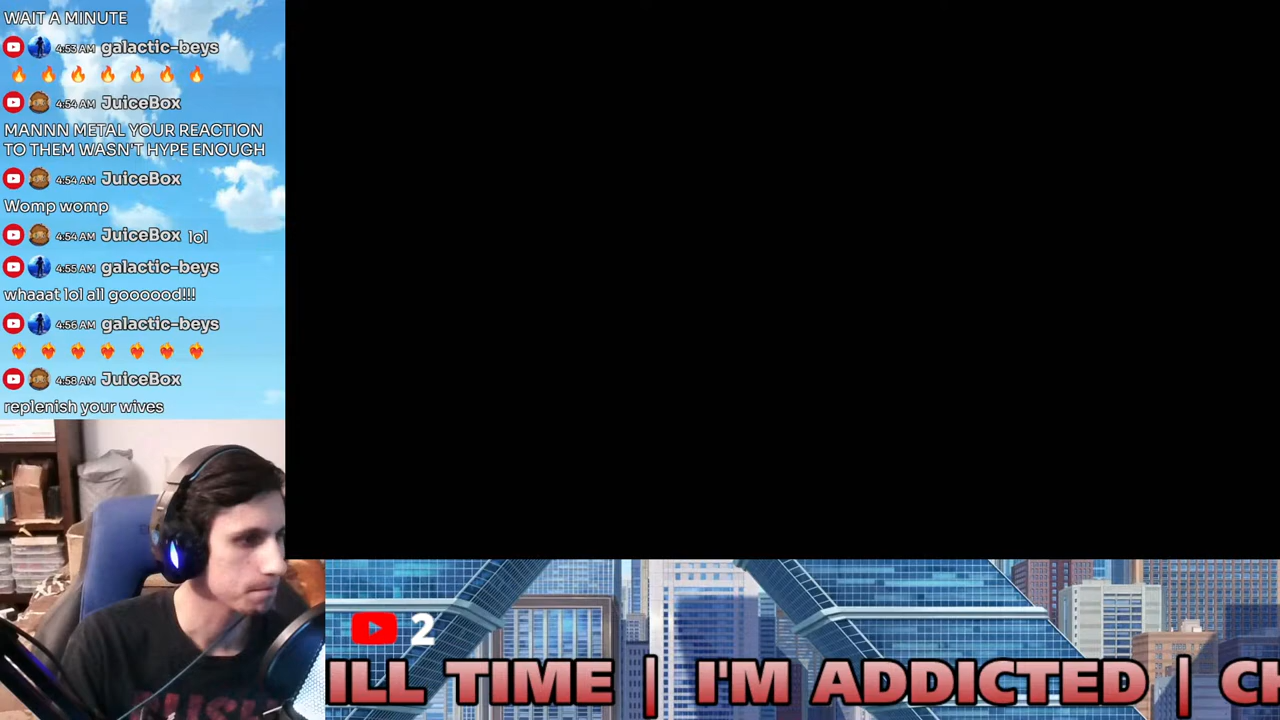 WAIT A MINUTE
4:53 AM galactic-beys
4:54 AM JuiceBox
MANNN METAL YOUR REACTION
TO THEM WASN'T HYPE ENOUGH
4:54 AM JuiceBox
Womp womp
4:54 AM JuiceBox lol
4:55 AM galactic-beys
whaaat lol all goooood!!!
4:56 AM galactic-beys
4:58 AM JuiceBox
replenish your wives
2
ILL TIME | I'M ADDICTED | CH